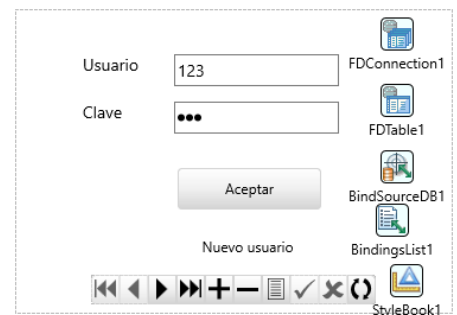 FDConnection1
Usuario
123
Clave
•••
FDTable1
Aceptar
BindSourceDB1
Nuevo usuario
BindingsList1
StyleBook1